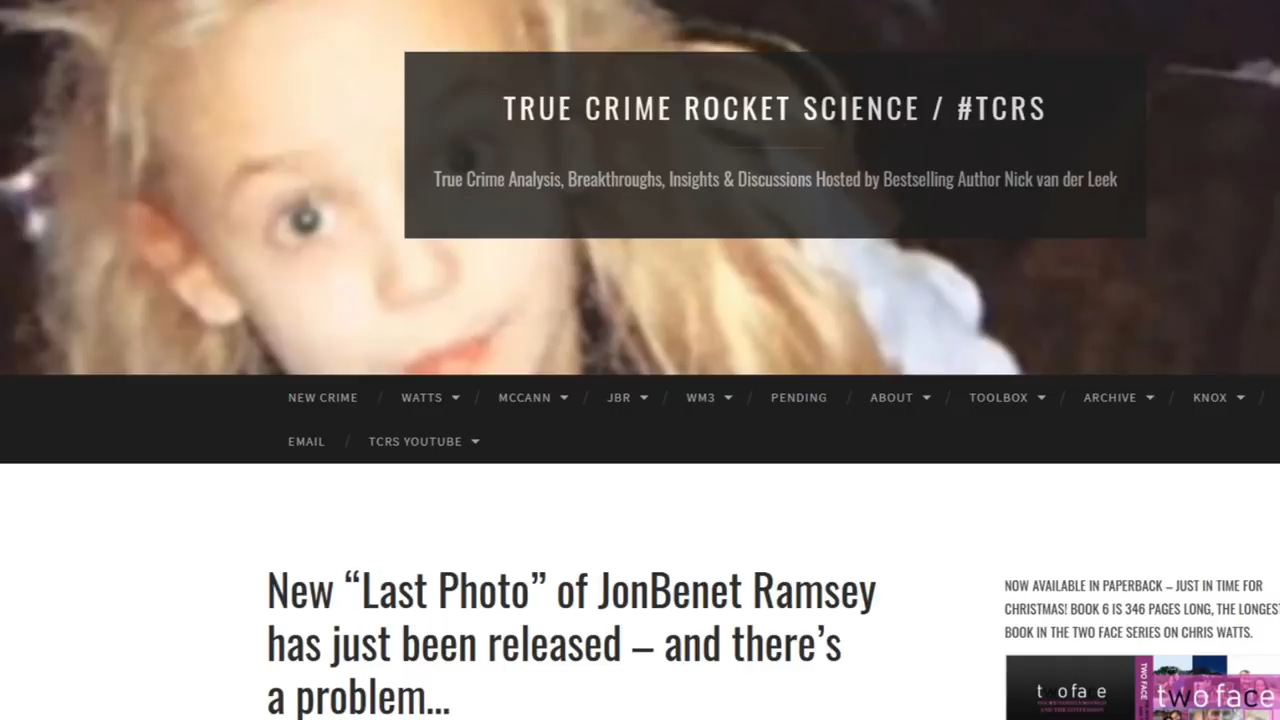 TRUE CRIME ROCKET SCIENCE / #TCRS
True Crime Analysis, Breakthroughs, Insights & Discussions Hosted by Bestselling Author Nick van der Leek
NEW CRIME / WATTS / MCCANN / JBR / WM3 / PENDING / ABOUT / TOOLBOX / ARCHIVE / KNOX /
EMAIL / TCRS YOUTUBE
New “Last Photo” of JonBenet Ramsey
has just been released – and there’s
a problem...
NOW AVAILABLE IN PAPERBACK – JUST IN TIME FOR
CHRISTMAS! BOOK 6 IS 346 PAGES LONG, THE LONGEST
BOOK IN THE TWO FACE SERIES ON CHRIS WATTS.
twofa e
TWO FACE
twoface